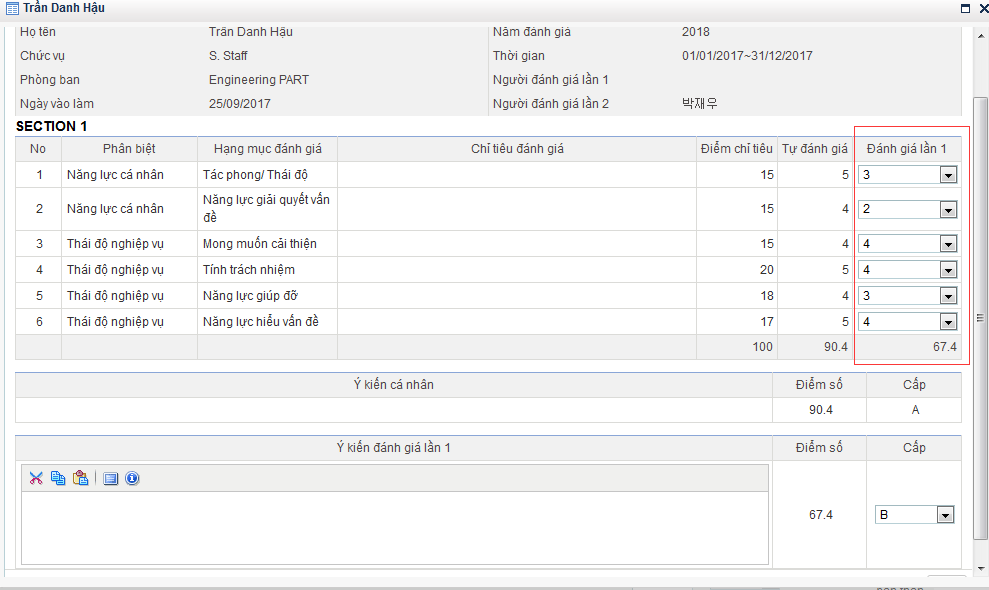 Trần Danh Hậu
Họ tên Trần Danh Hậu Năm đánh giá 2018
Chức vụ S. Staff Thời gian 01/01/2017~31/12/2017
Phòng ban Engineering PART Người đánh giá lần 1
Ngày vào làm 25/09/2017 Người đánh giá lần 2 박재우
SECTION 1
No Phân biệt Hạng mục đánh giá Chỉ tiêu đánh giá Điểm chỉ tiêu Tự đánh giá Đánh giá lần 1
1 Năng lực cá nhân Tác phong/ Thái độ 15 5 3
2 Năng lực cá nhân Năng lực giải quyết vấn
đề 15 4 2
3 Thái độ nghiệp vụ Mong muốn cải thiện 15 4 4
4 Thái độ nghiệp vụ Tính trách nhiệm 20 5 4
5 Thái độ nghiệp vụ Năng lực giúp đỡ 18 4 3
6 Thái độ nghiệp vụ Năng lực hiểu vấn đề 17 5 4
100 90.4 67.4
Ý kiến cá nhân Điểm số Cấp
90.4 A
Ý kiến đánh giá lần 1 Điểm số Cấp
67.4 B